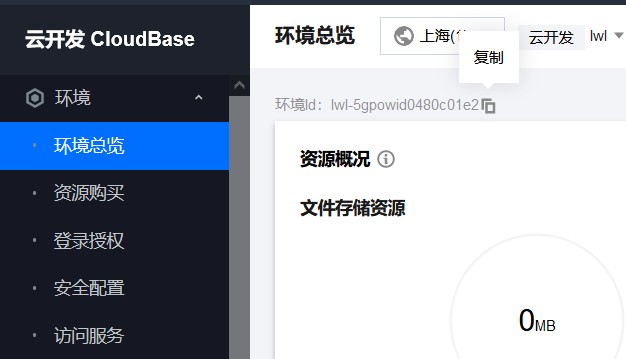 云开发 CloudBase
环境总览
上海(
云开发
lwl
复制
环境
环境Id：lwl-5gpowid0480c01e2
环境总览
资源概况
资源购买
文件存储资源
登录授权
安全配置
0MB
访问服务